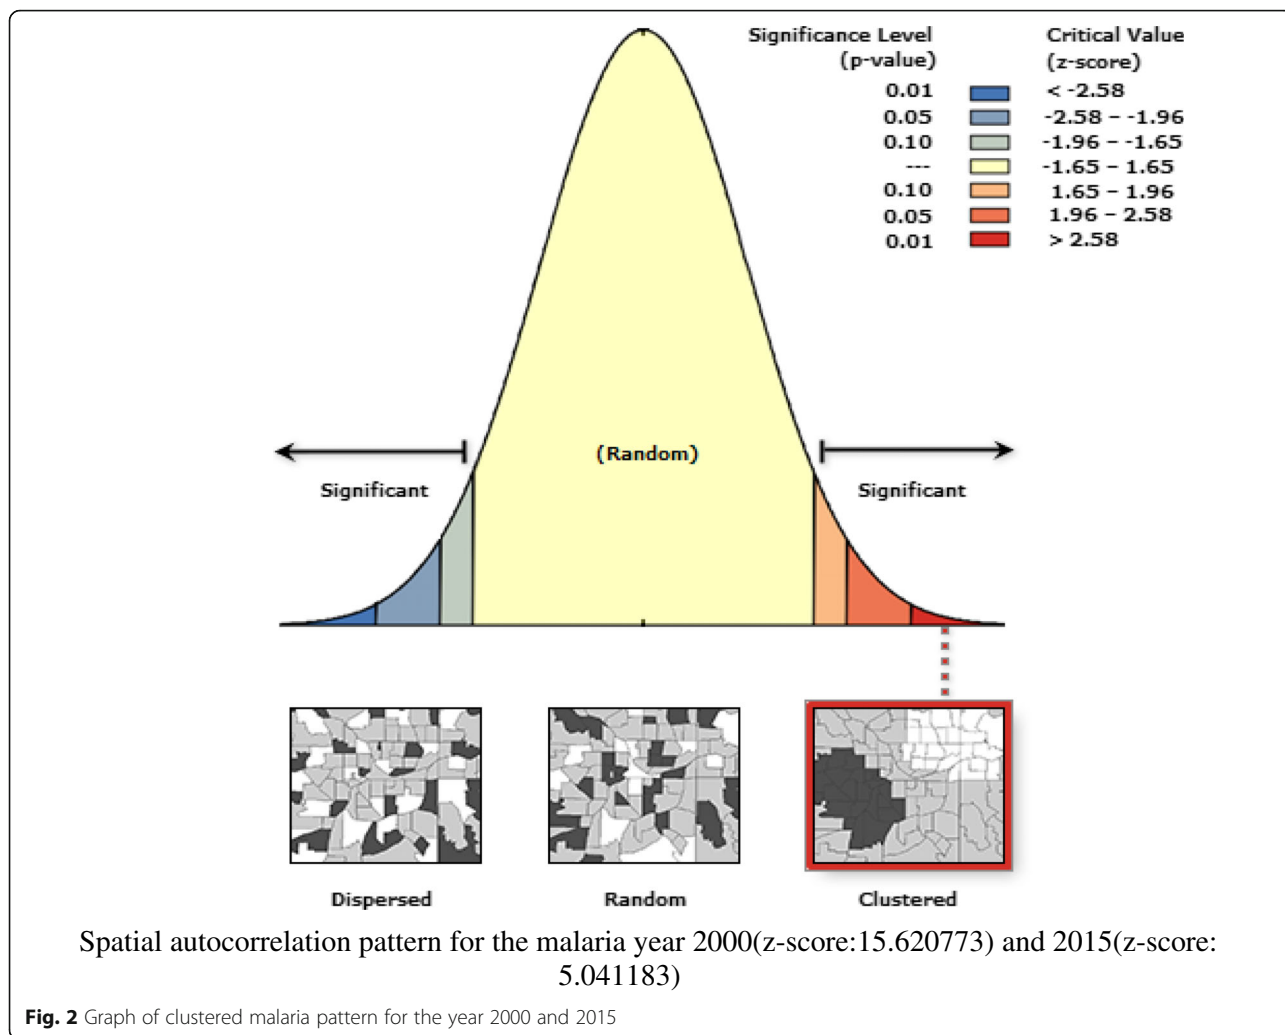 Significance Level Critical Value
(p-value) (z-score)
0.01 < -2.58
0.05 -2.58 – -1.96
0.10 -1.96 – -1.65
--- -1.65 – 1.65
0.10 1.65 – 1.96
0.05 1.96 – 2.58
0.01 > 2.58
(Random)
Significant Significant
Dispersed Random Clustered
Spatial autocorrelation pattern for the malaria year 2000(z-score:15.620773) and 2015(z-score:
5.041183)
Fig. 2 Graph of clustered malaria pattern for the year 2000 and 2015